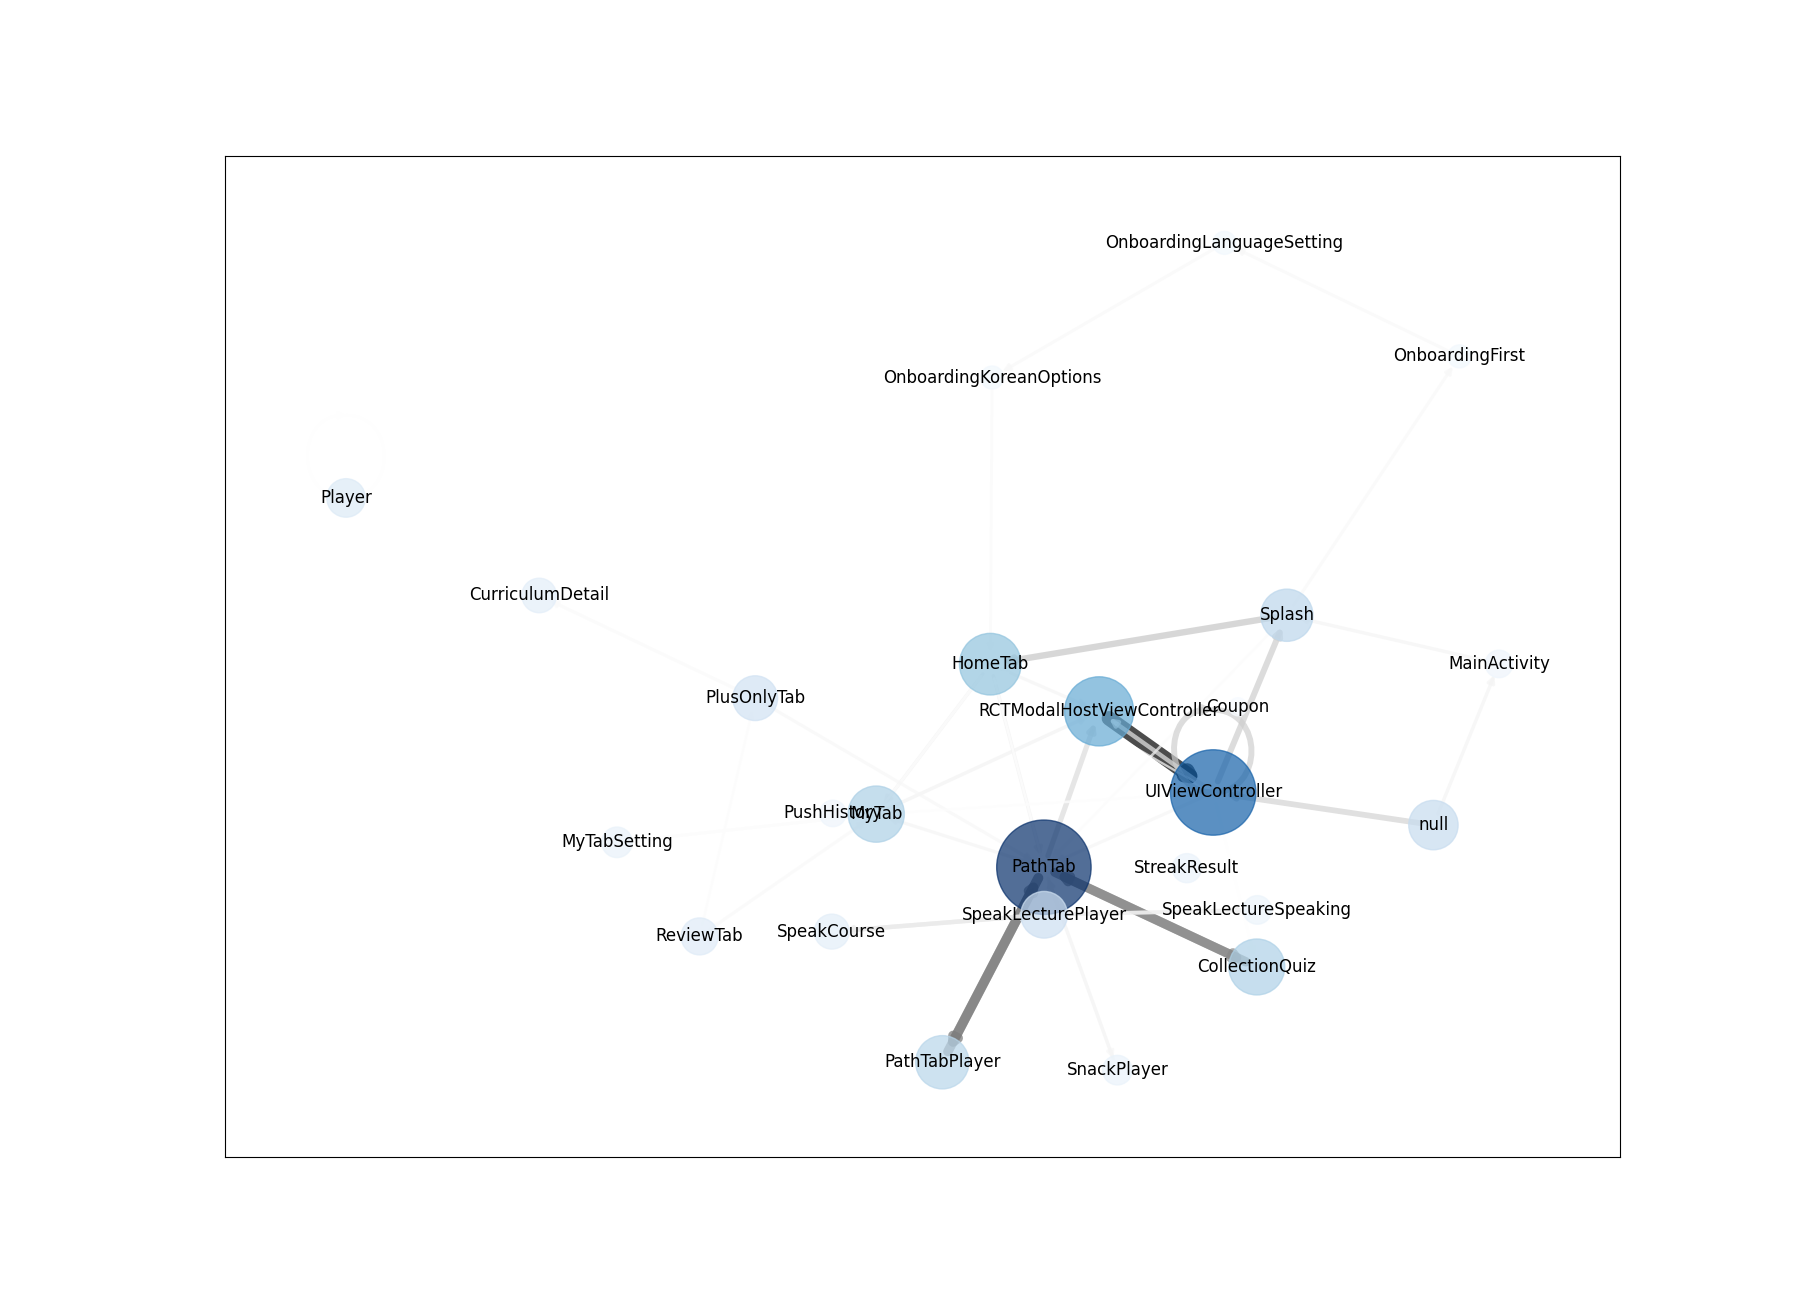 OnboardingLanguageSetting
OnboardingFirst
OnboardingKoreanOptions
Player
CurriculumDetail
Splash
HomeTab
MainActivity
PlusOnlyTab
RCTModalHostViewController
Coupon
UIViewController
PushHistory
MyTab
null
MyTabSetting
PathTab
StreakResult
SpeakLectureSpeaking
SpeakLecturePlayer
SpeakCourse
ReviewTab
CollectionQuiz
PathTabPlayer
SnackPlayer